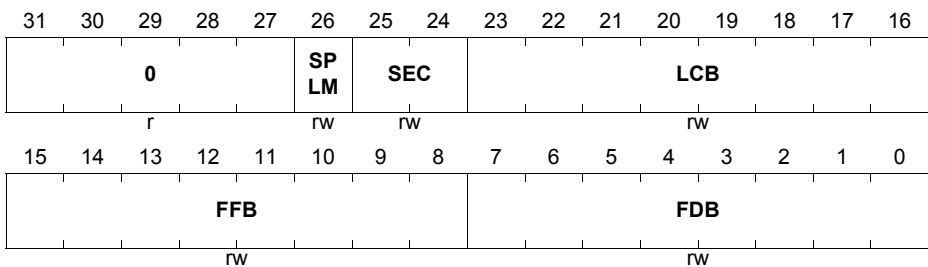 31 30 29 28 27 26 25 24 23 22 21 20 19 18 17 16
0 SP LM SEC LCB
r rw rw rw
15 14 13 12 11 10 9 8 7 6 5 4 3 2 1 0
FFB FDB
rw rw